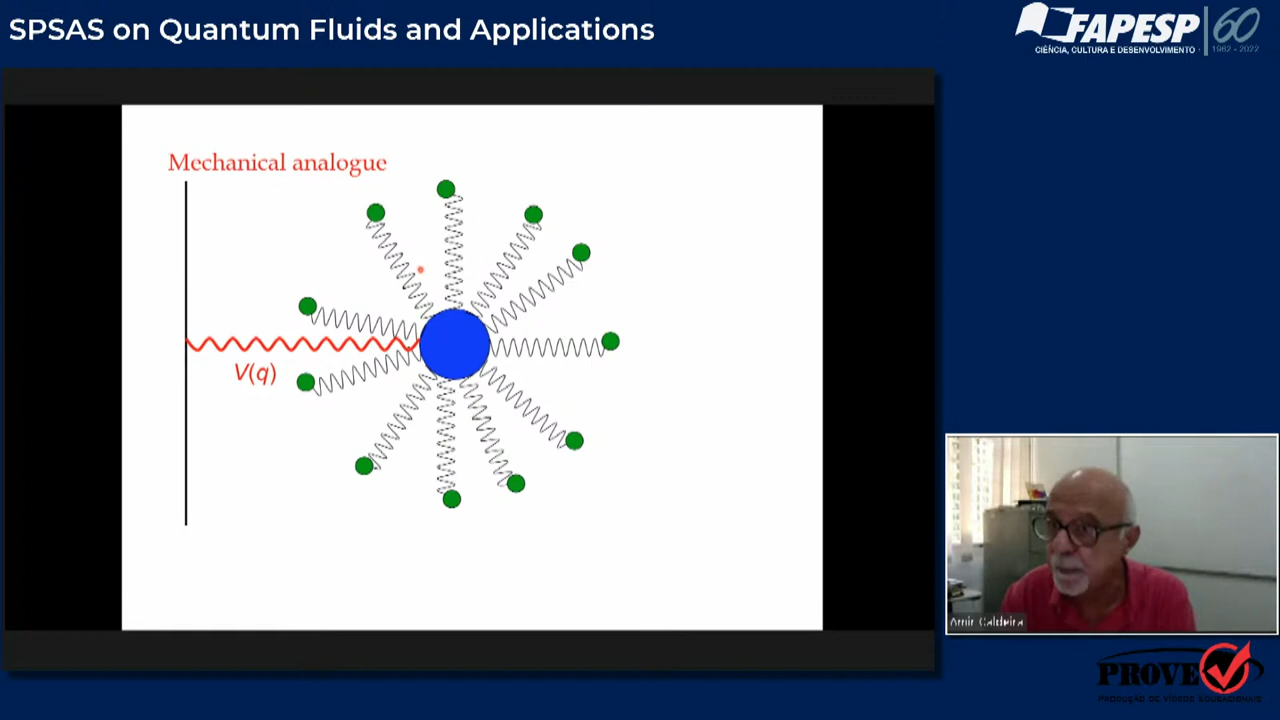 SPSAS on Quantum Fluids and Applications
FAPESP 60
CIÊNCIA, CULTURA E DESENVOLVIMENTO
1962 - 2022
Mechanical analogue
V(q)
Amir Caldeira
PROVE
PRODUÇÃO DE VÍDEOS EDUCACIONAIS